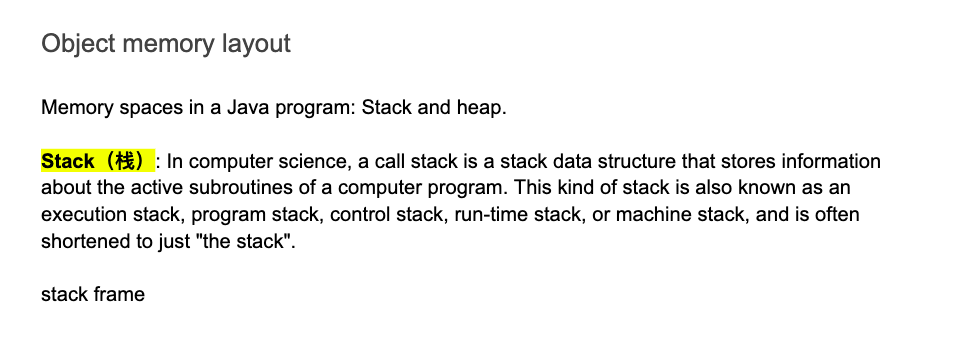 Object memory layout
Memory spaces in a Java program: Stack and heap.
Stack（栈）: In computer science, a call stack is a stack data structure that stores information
about the active subroutines of a computer program. This kind of stack is also known as an
execution stack, program stack, control stack, run-time stack, or machine stack, and is often
shortened to just "the stack".
stack frame